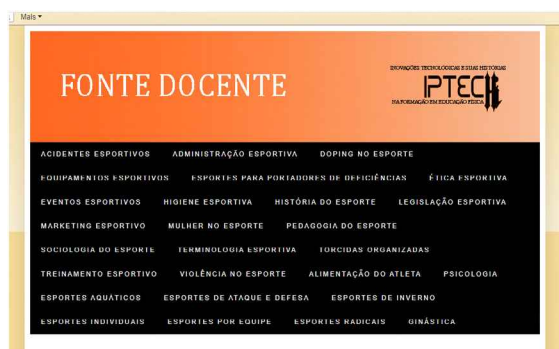 Mais
FONTE DOCENTE
INOVAÇÕES TECNOLÓGICAS E SUAS HISTÓRIAS
IPTECH
NA FORMAÇÃO EM EDUCAÇÃO FÍSICA
ACIDENTES ESPORTIVOS ADMINISTRAÇÃO ESPORTIVA DOPING NO ESPORTE
EQUIPAMENTOS ESPORTIVOS ESPORTES PARA PORTADORES DE DEFICIÊNCIAS ÉTICA ESPORTIVA
EVENTOS ESPORTIVOS HIGIENE ESPORTIVA HISTÓRIA DO ESPORTE LEGISLAÇÃO ESPORTIVA
MARKETING ESPORTIVO MULHER NO ESPORTE PEDAGOGIA DO ESPORTE
SOCIOLOGIA DO ESPORTE TERMINOLOGIA ESPORTIVA TORCIDAS ORGANIZADAS
TREINAMENTO ESPORTIVO VIOLÊNCIA NO ESPORTE ALIMENTAÇÃO DO ATLETA PSICOLOGIA
ESPORTES AQUÁTICOS ESPORTES DE ATAQUE E DEFESA ESPORTES DE INVERNO
ESPORTES INDIVIDUAIS ESPORTES POR EQUIPE ESPORTES RADICAIS GINÁSTICA